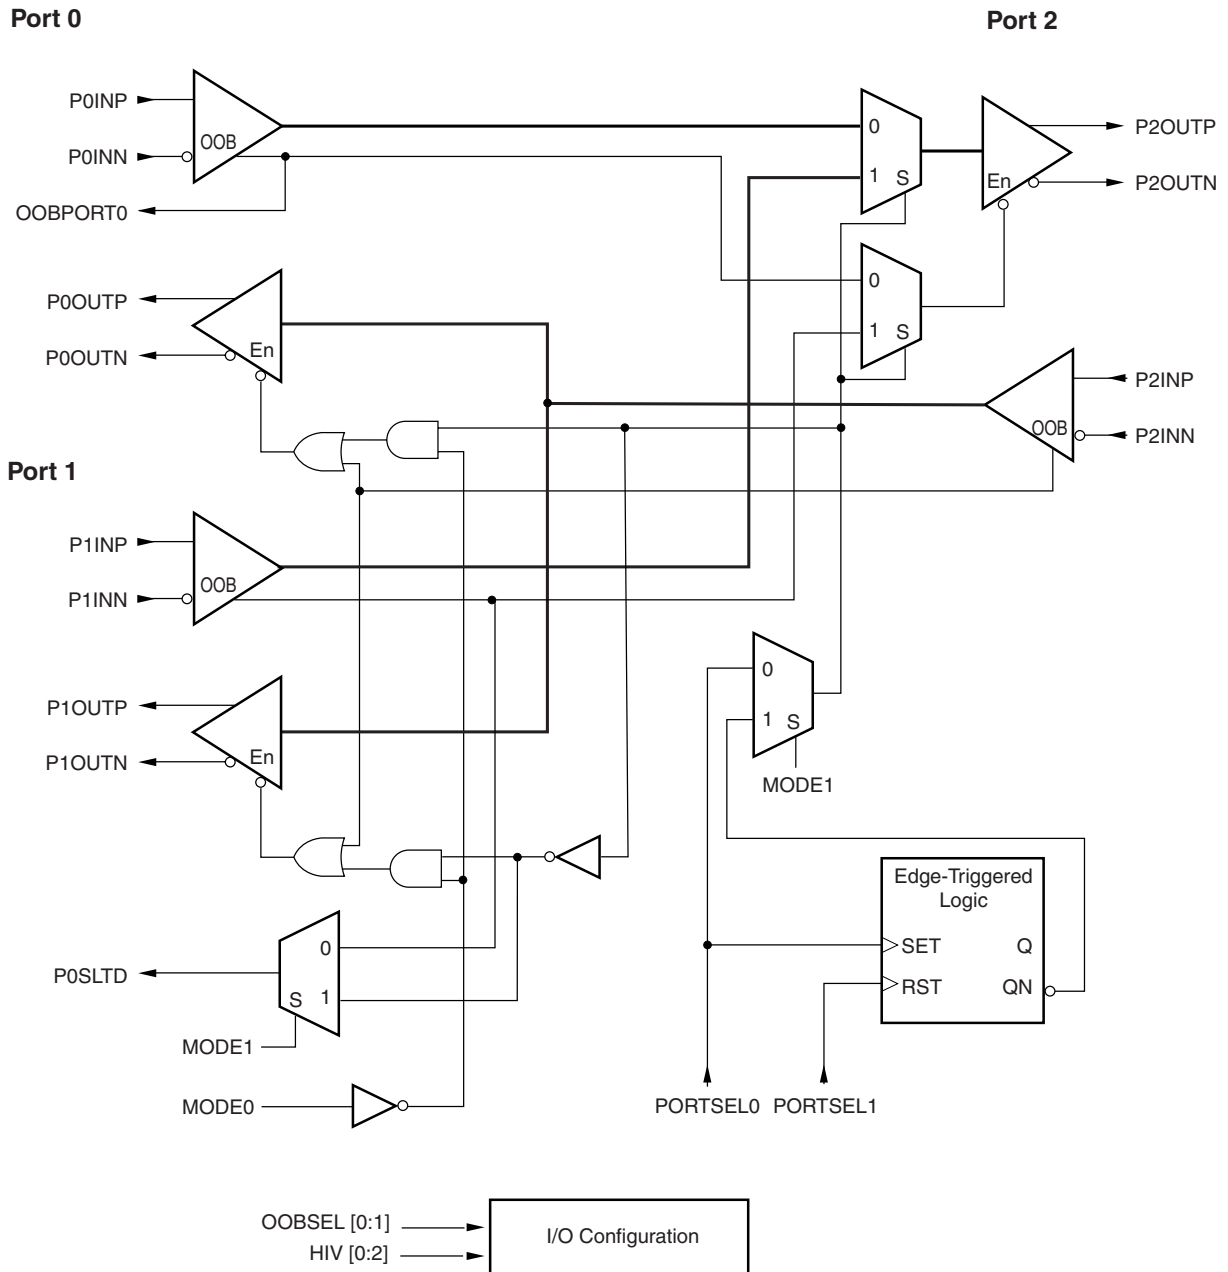 Port 0
Port 2
P0INP
P0INN
OOB
OOBPORT0
0
1
S
En
P2OUTP
P2OUTN
0
1
S
P0OUTP
P0OUTN
En
P2INP
P2INN
OOB
Port 1
P1INP
P1INN
OOB
0
1
S
MODE1
P1OUTP
P1OUTN
En
Edge-Triggered
Logic
SET
Q
RST
QN
P0SLTD
0
S
1
MODE1
MODE0
PORTSEL0
PORTSEL1
OOBSEL [0:1]
HIV [0:2]
I/O Configuration